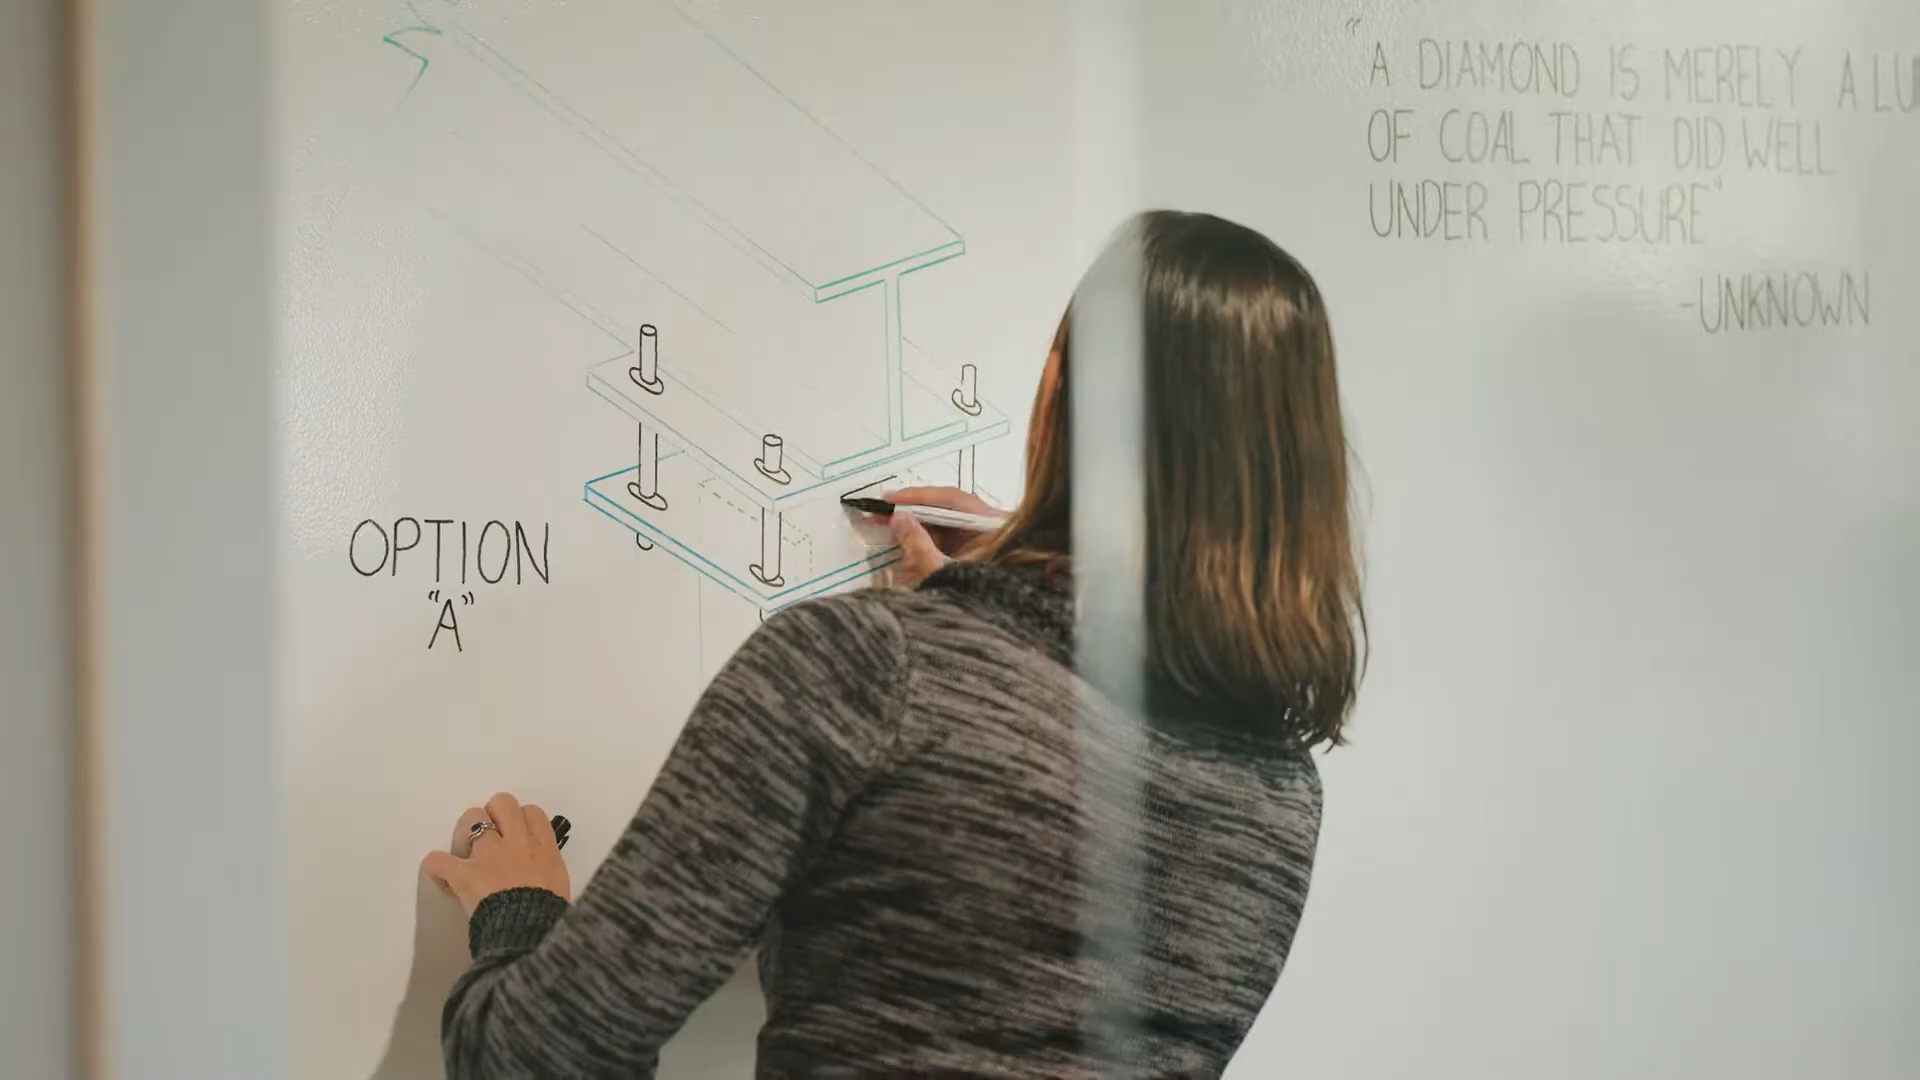 OPTION
"A"
"A DIAMOND IS MERELY A LU
OF COAL THAT DID WELL
UNDER PRESSURE"
-UNKNOWN